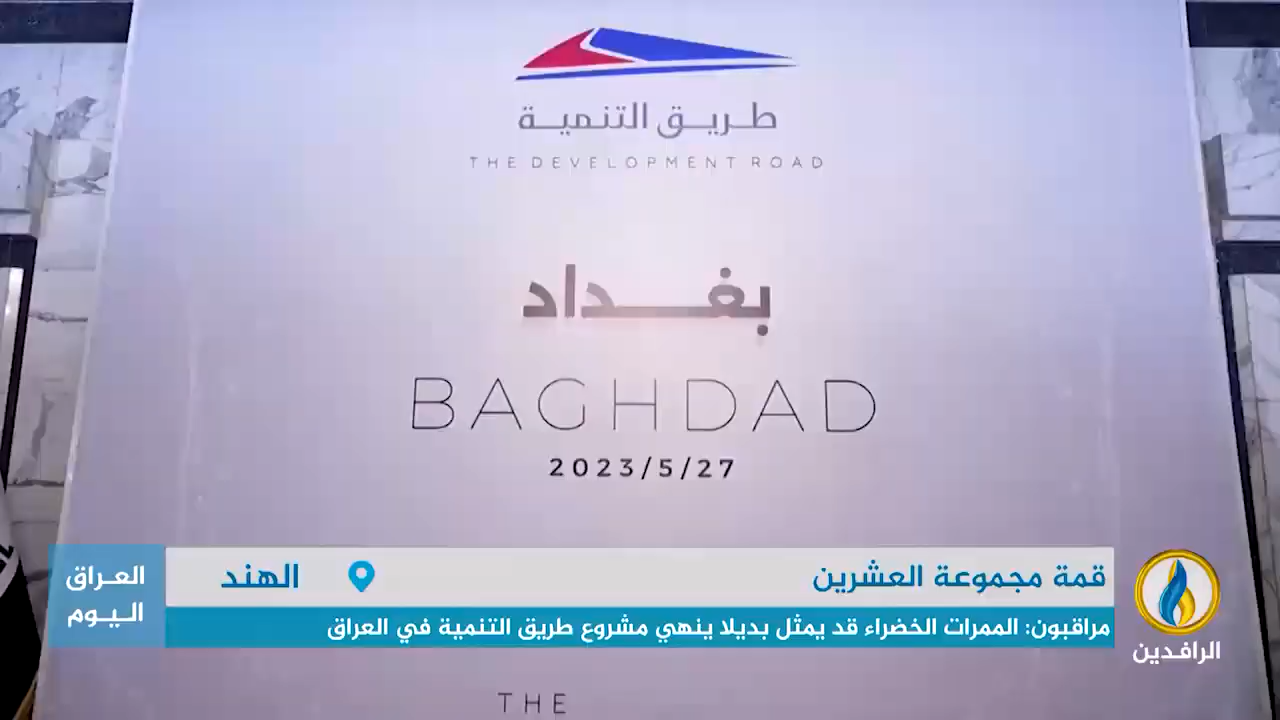 طريق التنمية
THE DEVELOPMENT ROAD
بغداد
BAGHDAD
2023/5/27
قمة مجموعة العشرين
الهند
العراق
اليوم
مراقبون: الممرات الخضراء قد يمثل بديلا ينهي مشروع طريق التنمية في العراق
الرافدين
THE